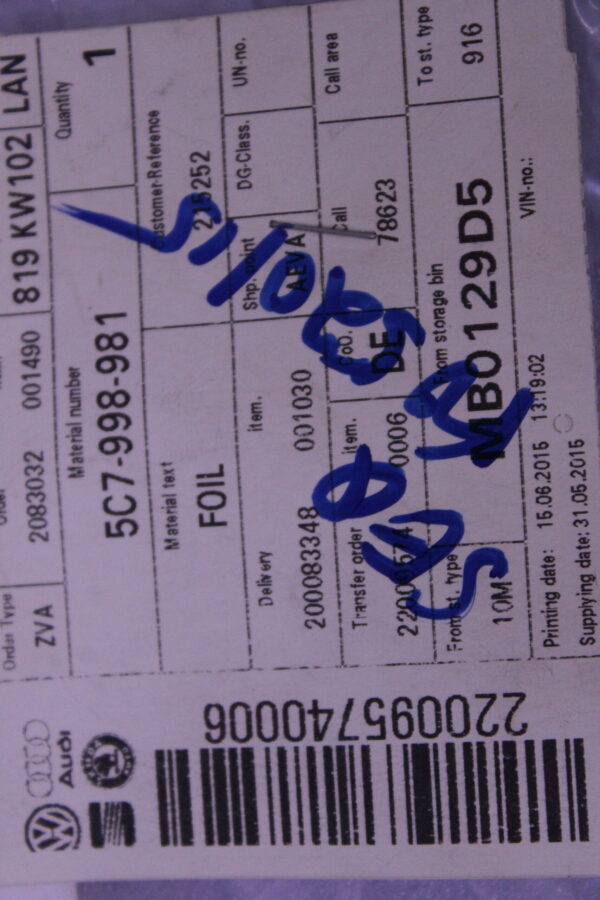 819 KW102 LAN
Order Type
ZVA
2083032 001490
Material number
5C7-998-981
Quantity
1
Material text
FOIL
Customer-Reference
215252
Delivery
200083348
item.
001030
Shp. point
AEVA
DG-Class.
UN-no.
Transfer order
item.
0006
CoO.
DE
Call
78623
Call area
From st. type
10M
From storage bin
MB0129D5
To st. type
916
Printing date: 15.06.2015 13:19:02
Supplying date: 31.05.2015
VIN-no.:
220095740006
Audi